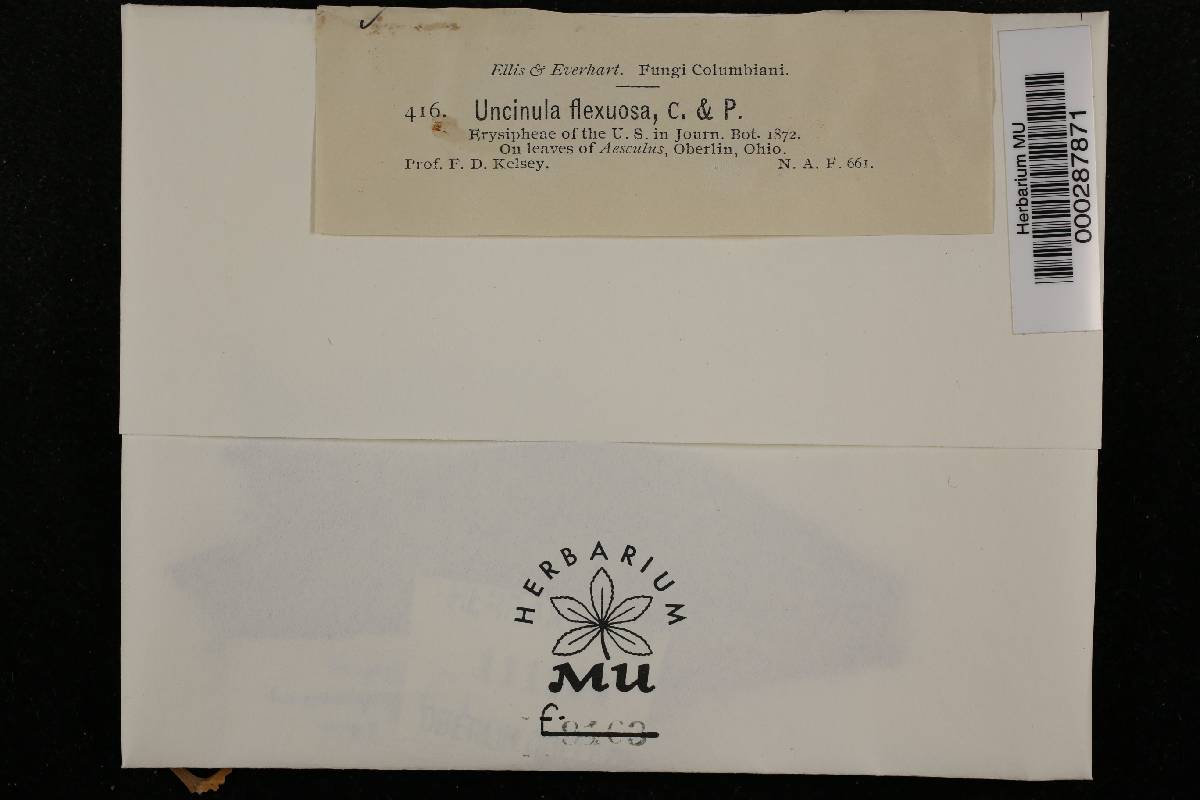 Ellis & Everhart. Fungi Columbiani.
416. Uncinula flexuosa, C. & P.
Erysipheae of the U. S. in Journ. Bot. 1872.
On leaves of Aesculus, Oberlin, Ohio.
Prof. F. D. Kelsey. N. A. F. 661.
Herbarium MU
000287871
HERBARIUM
MU
F.